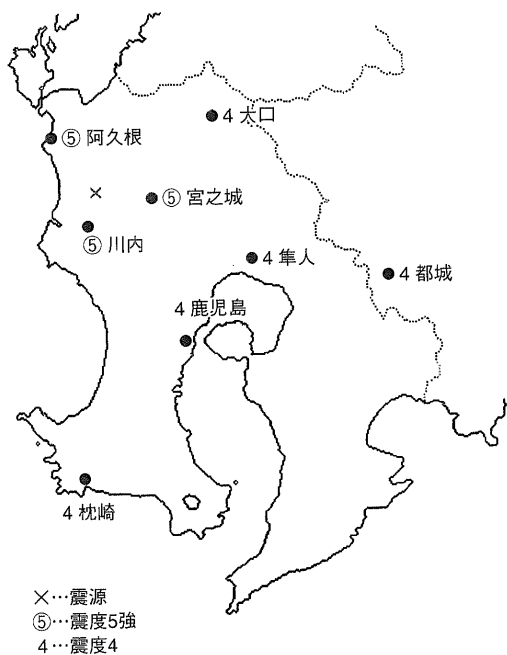 4 大口
⑤ 阿久根
⑤ 宮之城
⑤ 川内
4 隼人
4 都城
4 鹿児島
4 枕崎
×…震源
⑤…震度5強
4…震度4